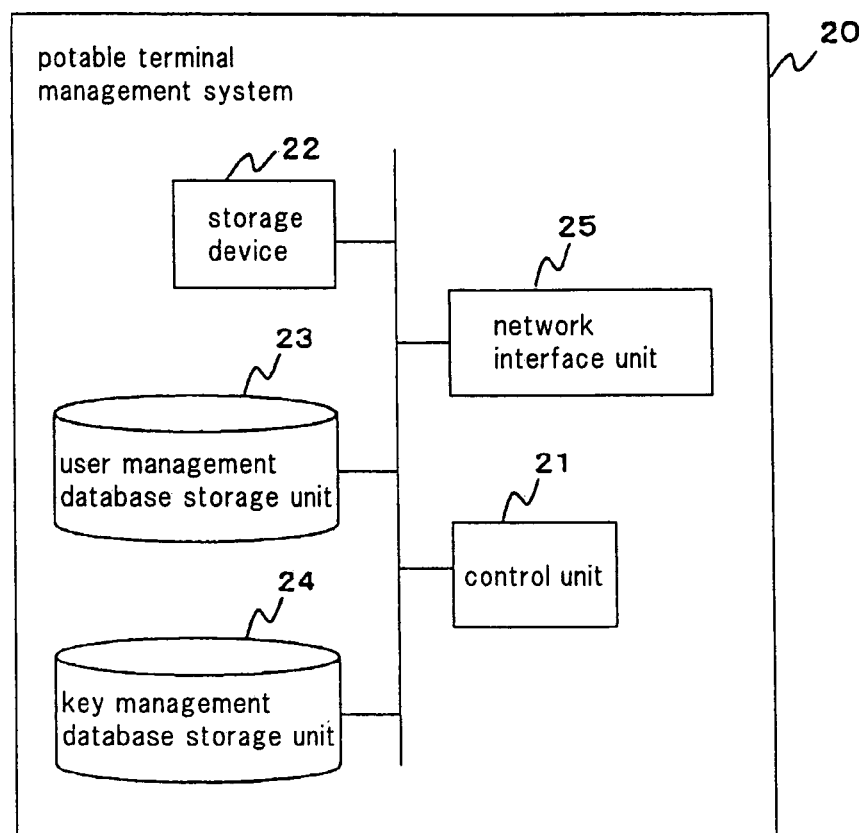 20
potable terminal
management system
22
storage
device
25
network
interface unit
23
user management
database storage unit
21
control unit
24
key management
database storage unit